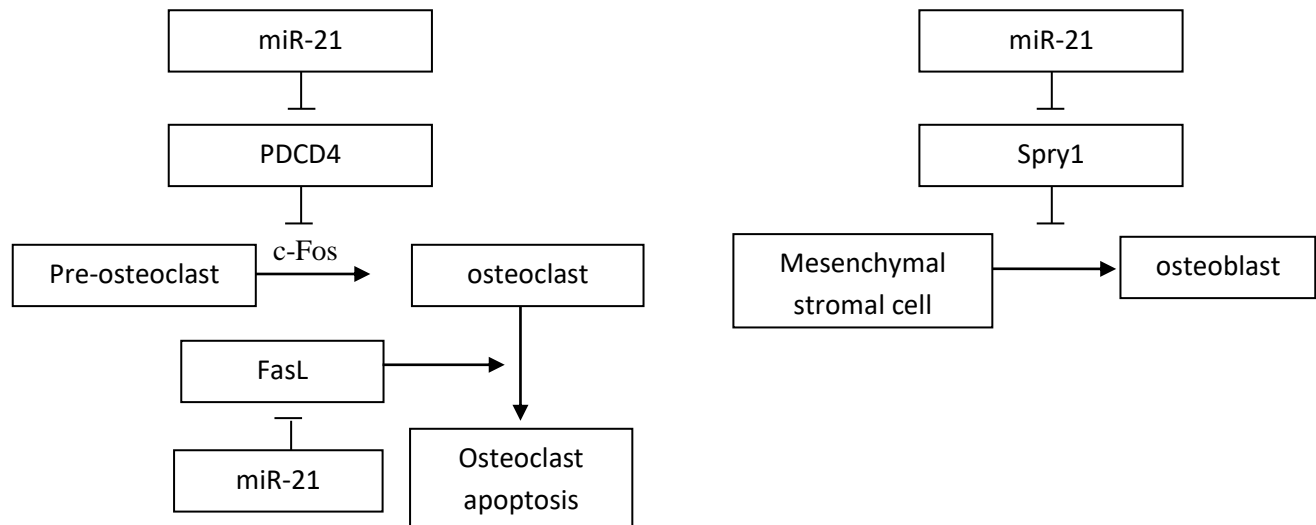 miR-21
PDCD4
c-Fos
Pre-osteoclast
osteoclast
FasL
miR-21
Osteoclast
apoptosis
miR-21
Spry1
Mesenchymal
stromal cell
osteoblast